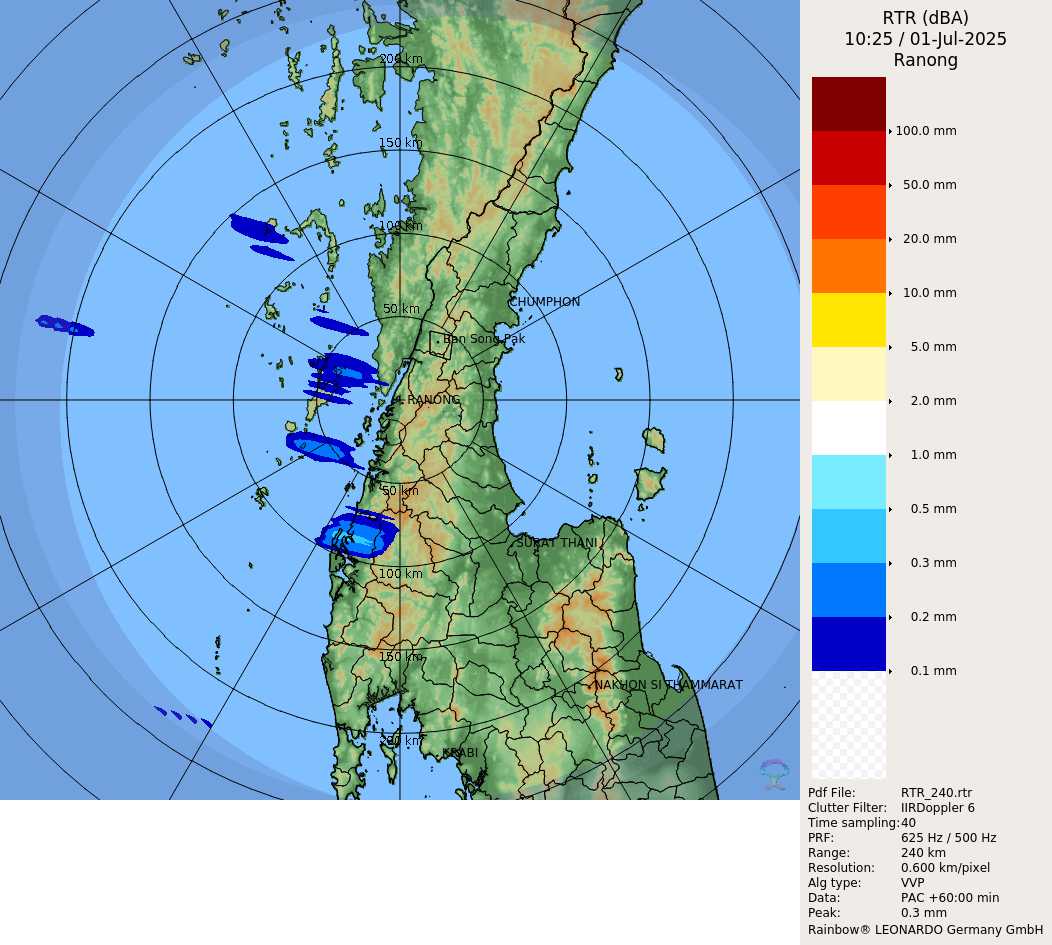 RTR (dBA)
10:25 / 01-Jul-2025
Ranong
200 km
150 km
100 km
50 km
CHUMPHON
Ban Song Pak
RANONG
50 km
SURAT THANI
100 km
150 km
NAKHON SI THAMMARAT
200 km
KRABI
100.0 mm
50.0 mm
20.0 mm
10.0 mm
5.0 mm
2.0 mm
1.0 mm
0.5 mm
0.3 mm
0.2 mm
0.1 mm
Pdf File: RTR_240.rtr
Clutter Filter: IIRDoppler 6
Time sampling:40
PRF: 625 Hz / 500 Hz
Range: 240 km
Resolution: 0.600 km/pixel
Alg type: VVP
Data: PAC +60:00 min
Peak: 0.3 mm
Rainbow® LEONARDO Germany GmbH